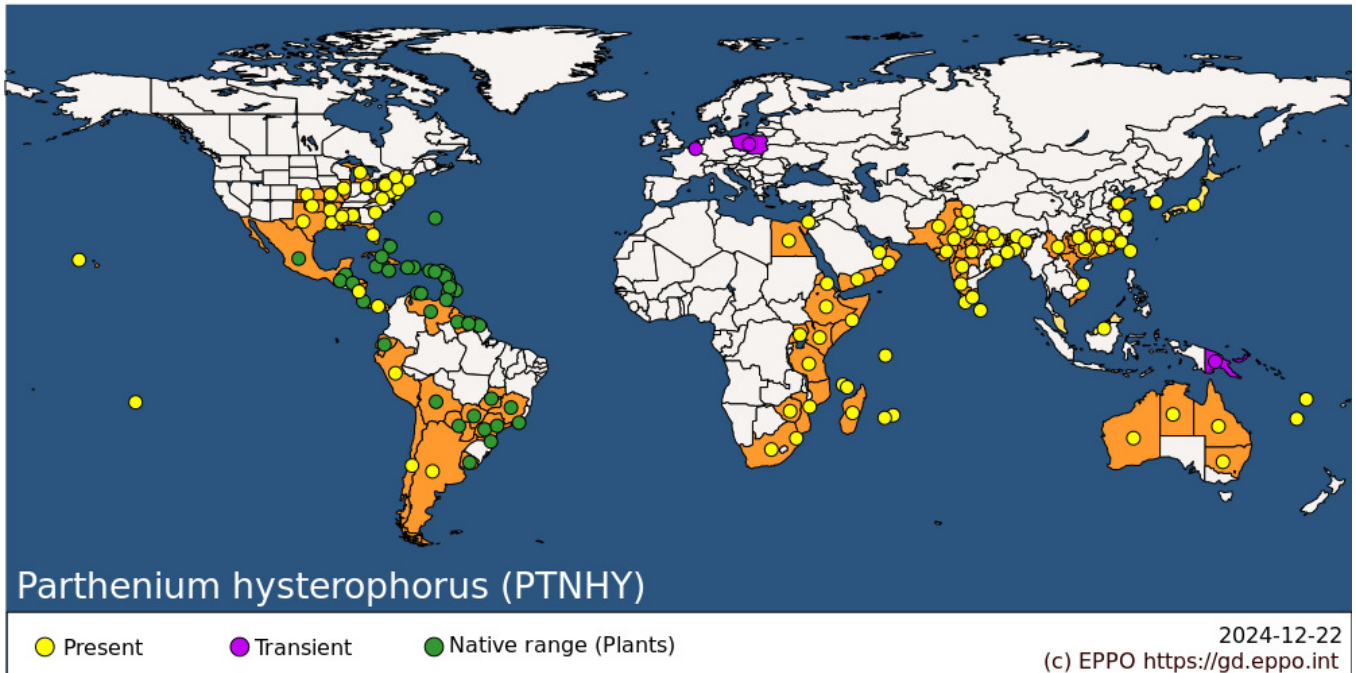 Parthenium hysterophorus (PTNHY)
Present
Transient
Native range (Plants)
2024-12-22
(c) EPPO https://gd.eppo.int